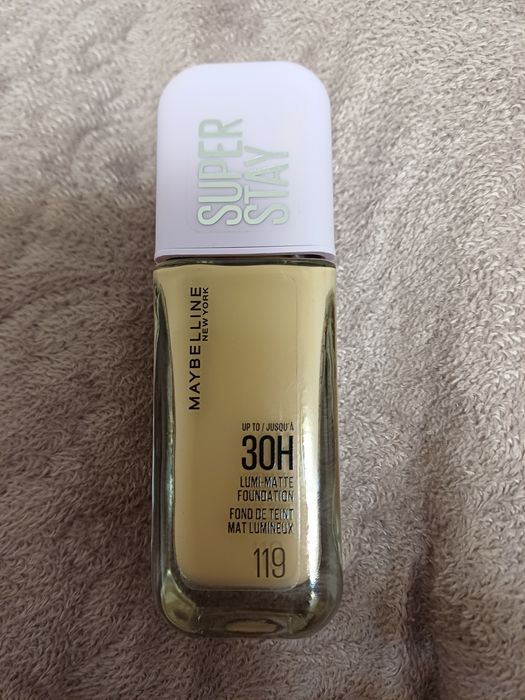 SUPER
STAY
MAYBELLINE
NEW YORK
UP TO / JUSQU'À
30H
LUMI-MATTE
FOUNDATION
FOND DE TEINT
MAT LUMINEUX
119